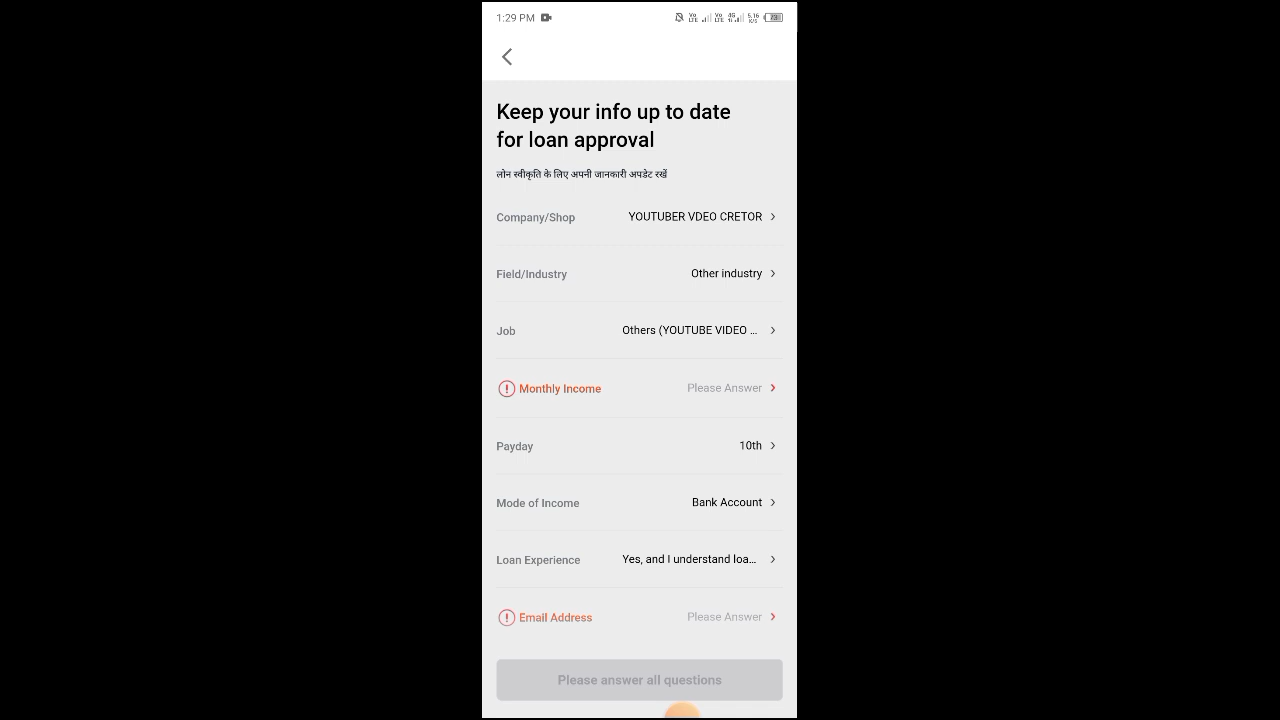 1:29 PM
Keep your info up to date
for loan approval
लोन स्वीकृति के लिए अपनी जानकारी अपडेट रखें
Company/Shop YOUTUBER VDEO CRETOR
Field/Industry Other industry
Job Others (YOUTUBE VIDEO ...
Monthly Income Please Answer
Payday 10th
Mode of Income Bank Account
Loan Experience Yes, and I understand loa...
Email Address Please Answer
Please answer all questions